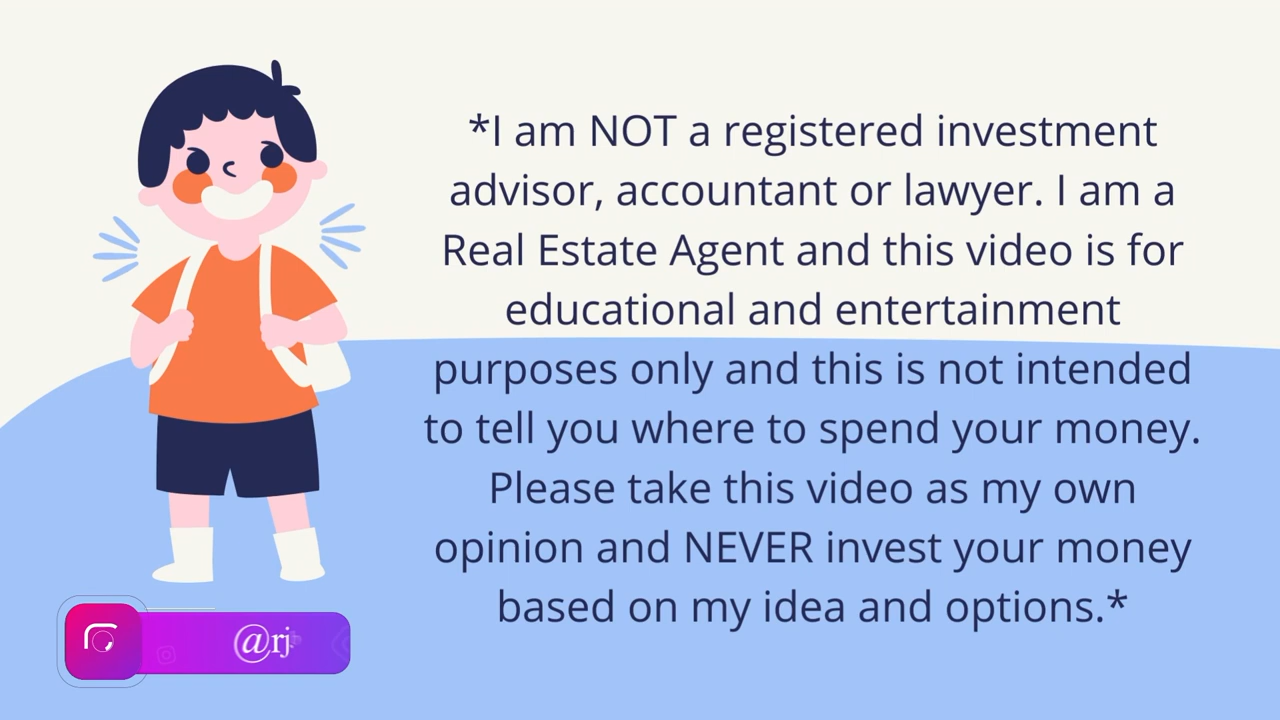 *I am NOT a registered investment
advisor, accountant or lawyer. I am a
Real Estate Agent and this video is for
educational and entertainment
purposes only and this is not intended
to tell you where to spend your money.
Please take this video as my own
opinion and NEVER invest your money
based on my idea and options.*
@rj